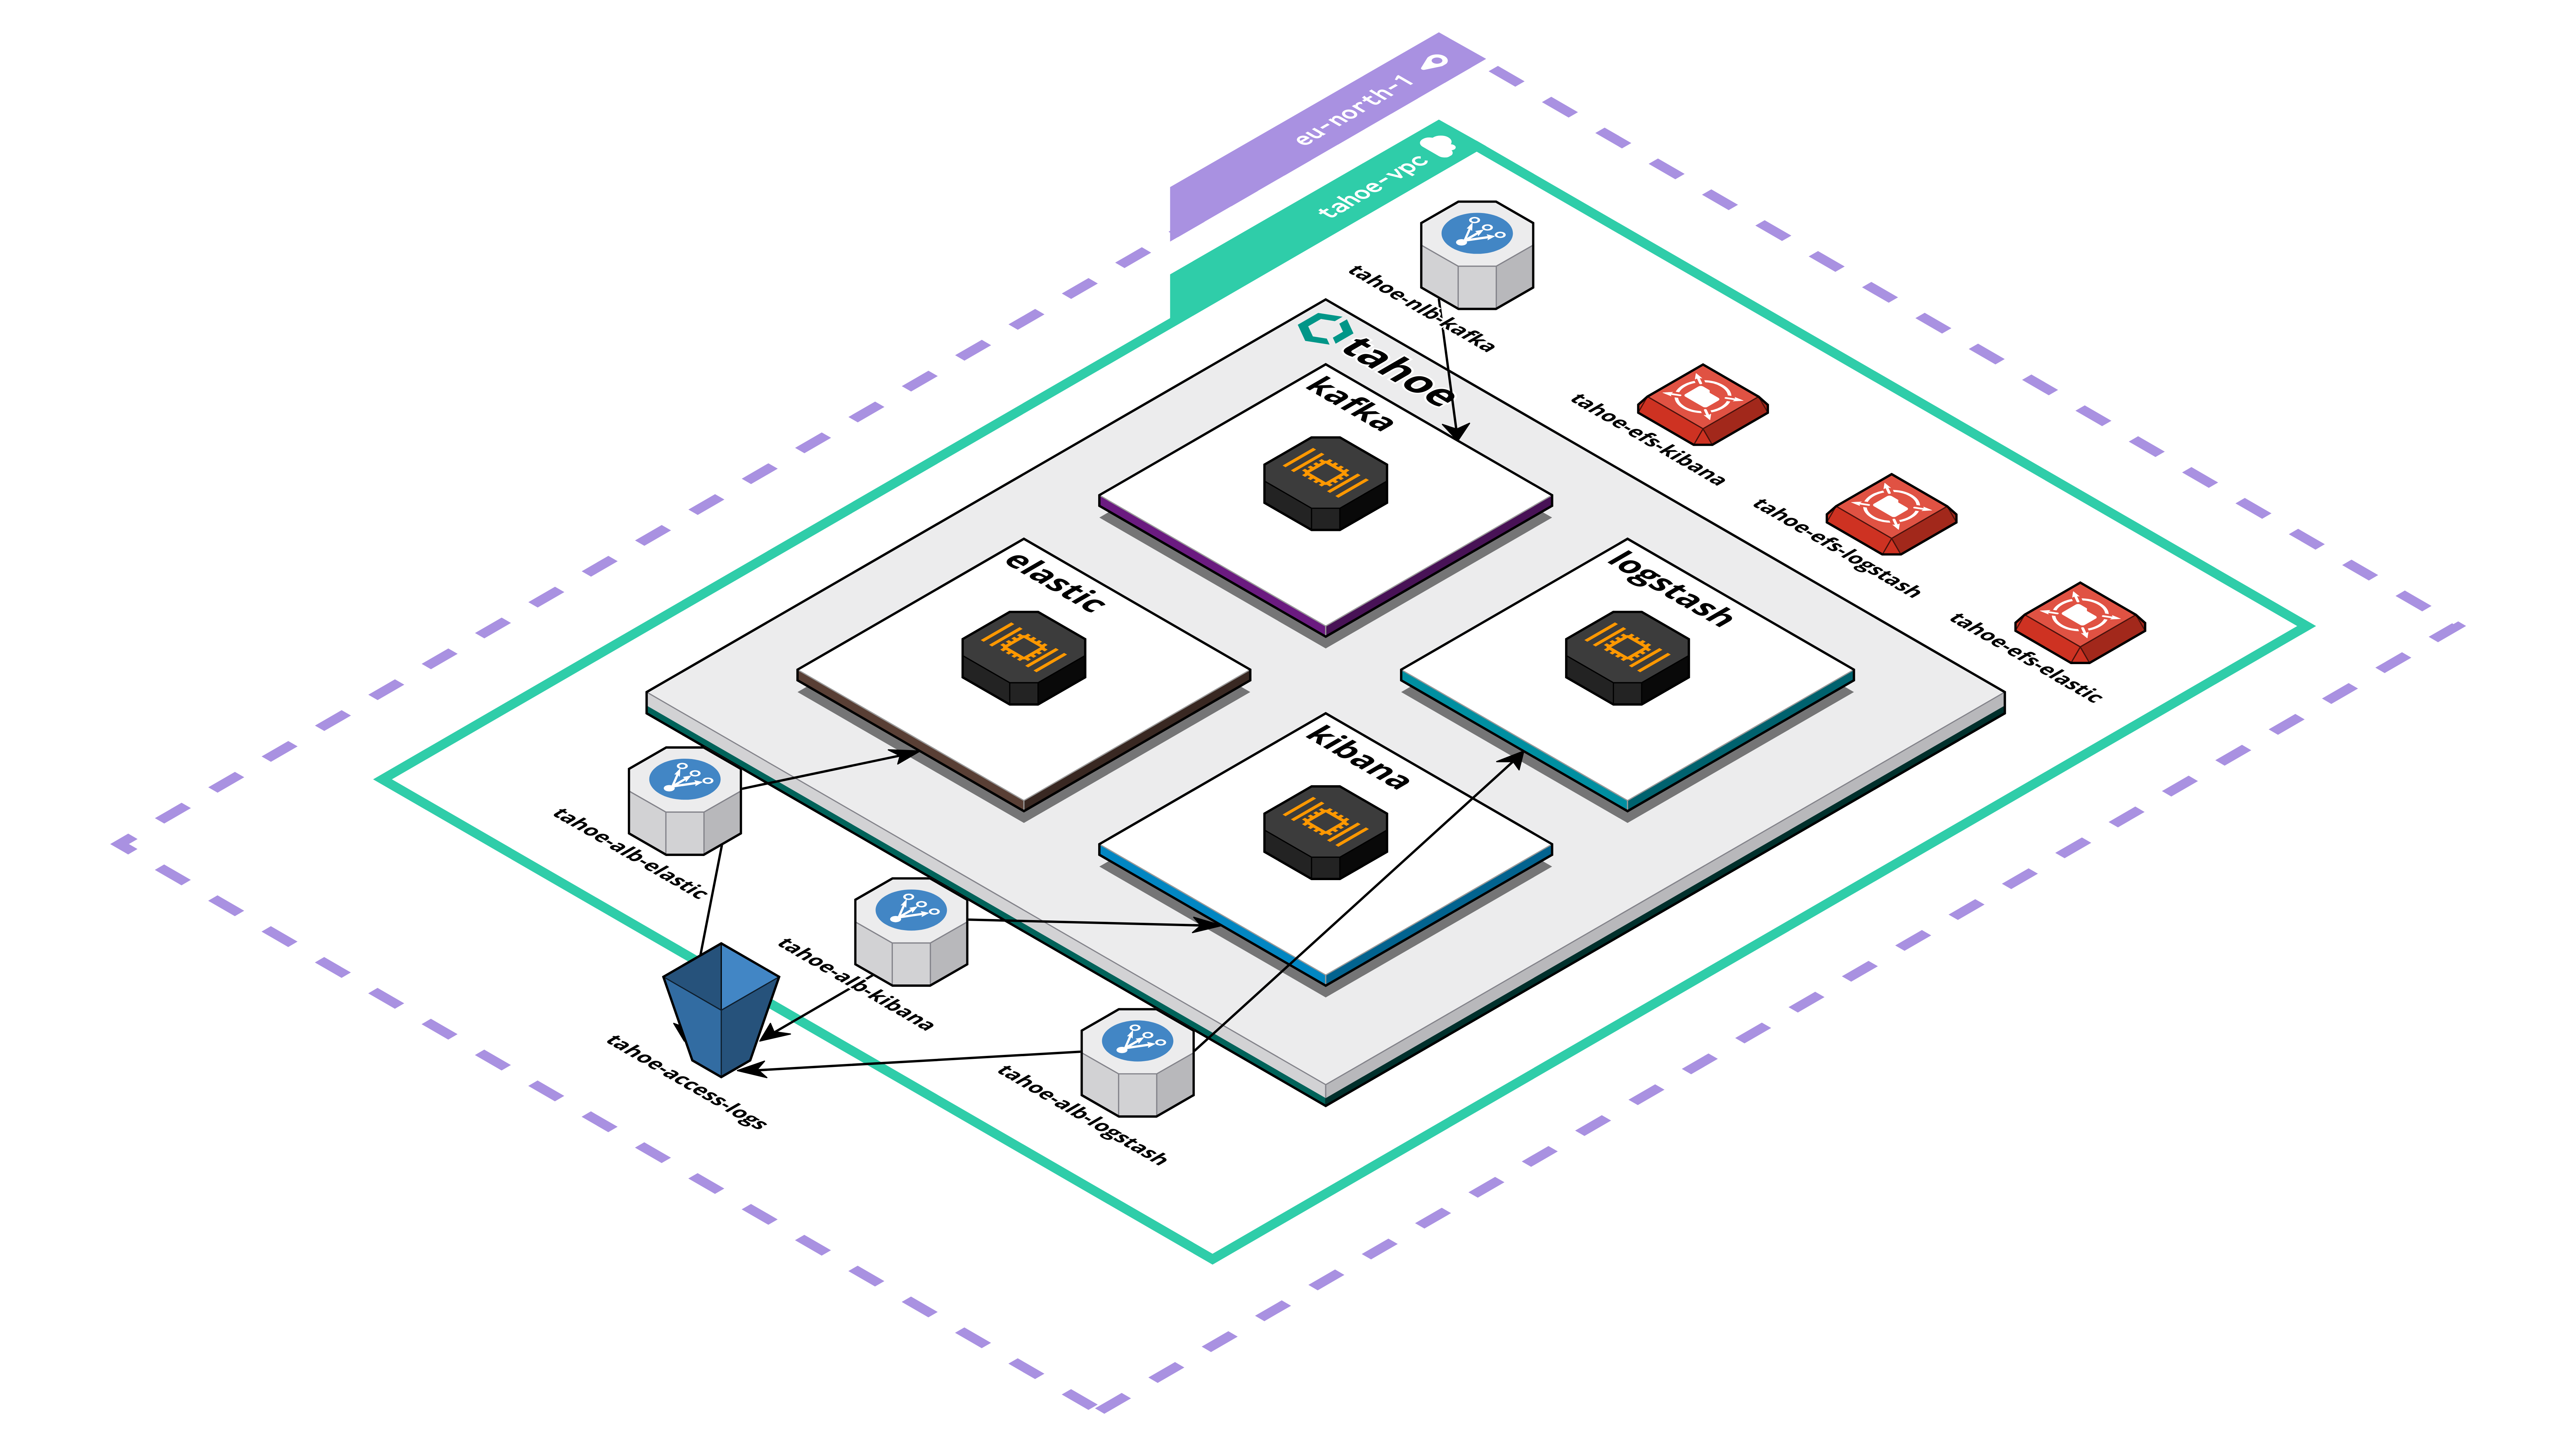 eu-north-1
tahoe-vpc
tahoe-nlb-kafka
tahoe
kafka
tahoe-efs-kibana
tahoe-efs-logstash
tahoe-efs-elastic
elastic
logstash
kibana
tahoe-alb-elastic
tahoe-alb-kibana
tahoe-alb-logstash
tahoe-access-logs